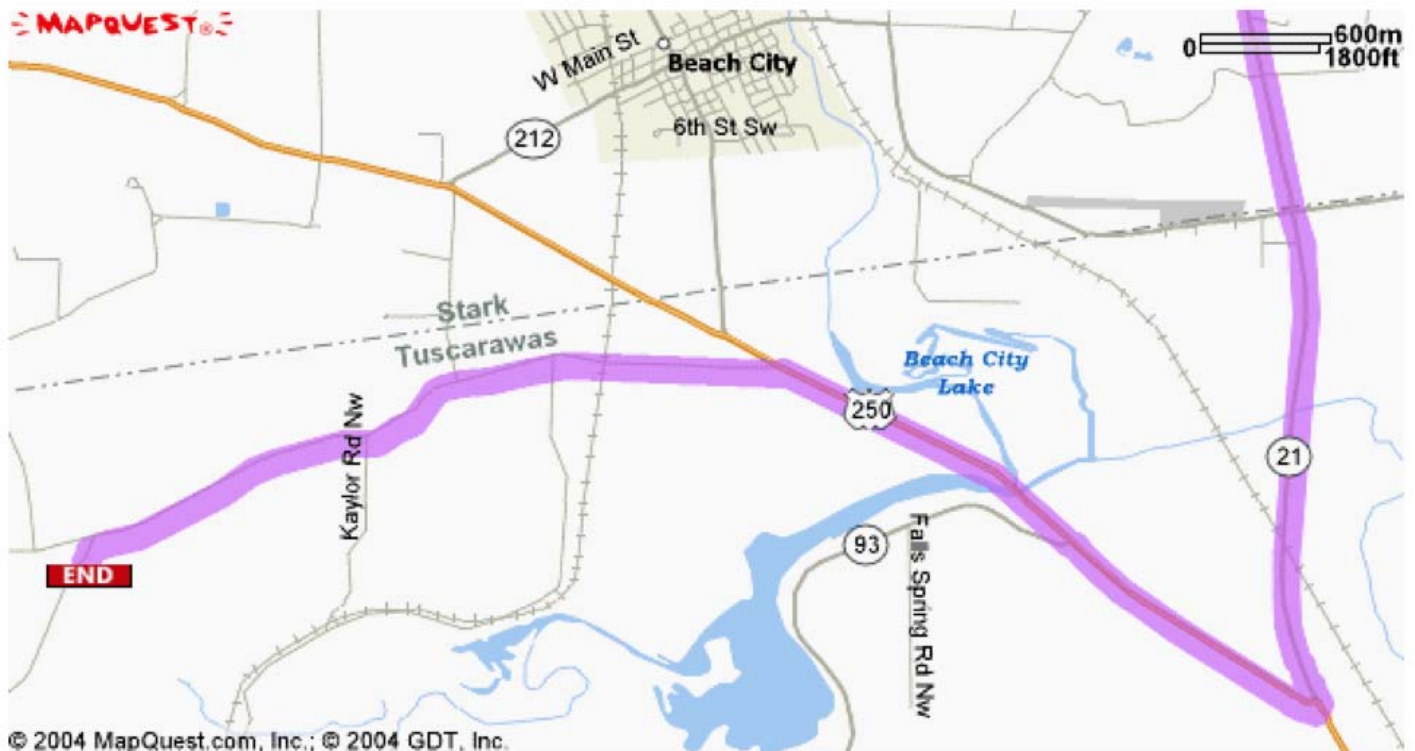 MAPQUEST®
600m
0
1800ft
W Main St
Beach City
6th St Sw
212
Stark
Tuscarawas
Beach City
Lake
250
Kaylor Rd Nw
21
93
Falls Spring Rd Nw
END
© 2004 MapQuest.com, Inc.; © 2004 GDT, Inc.